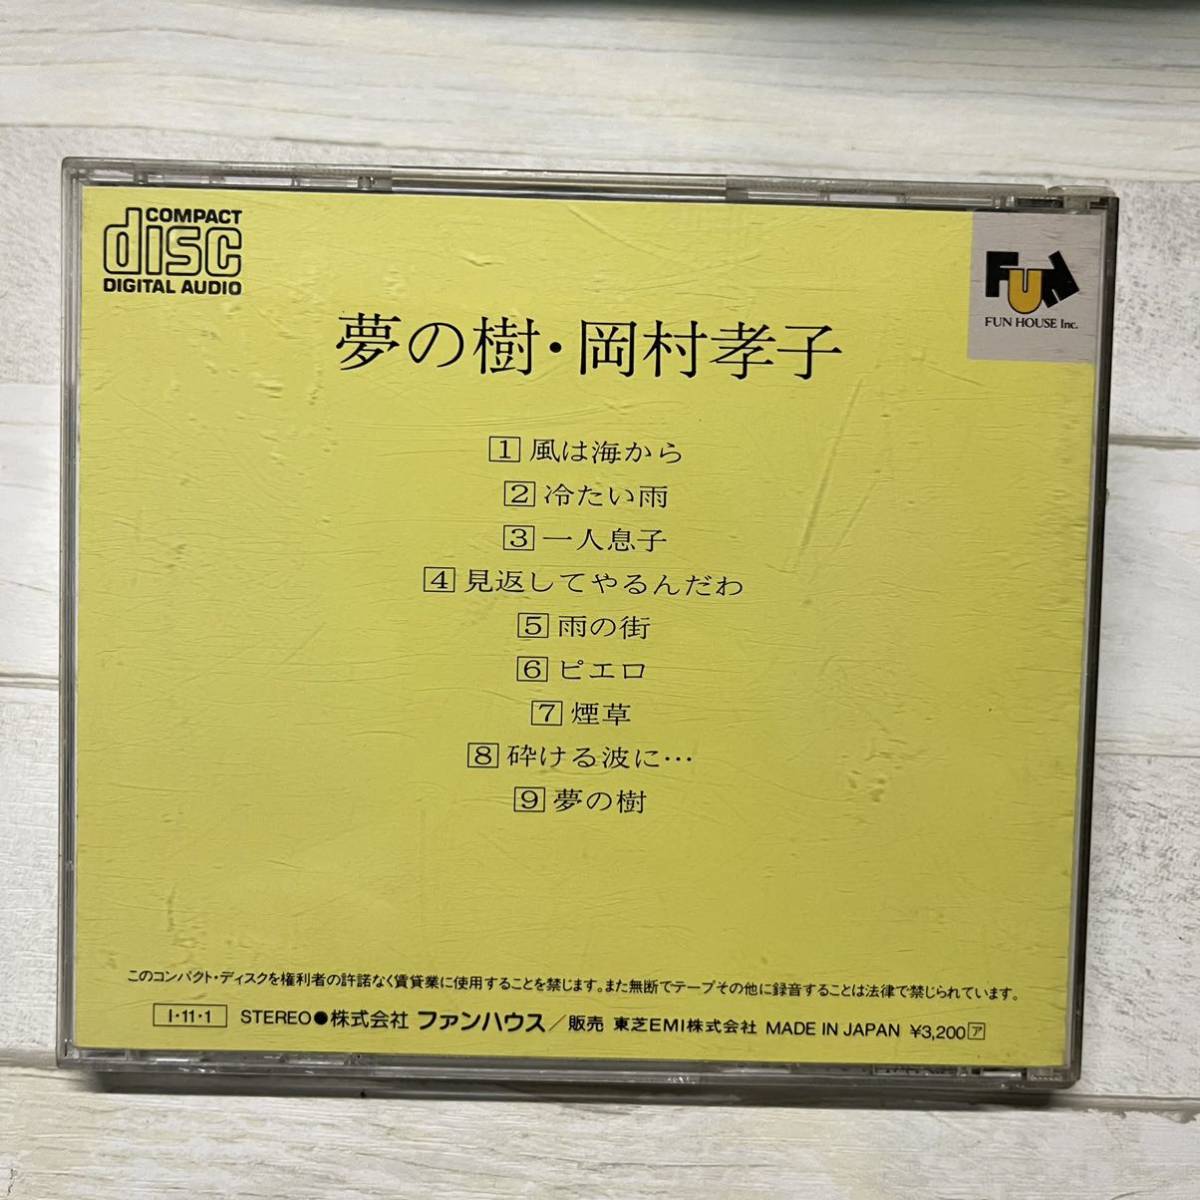 COMPACT
disc
DIGITAL AUDIO
FUN
FUN HOUSE Inc.
夢の樹・岡村孝子
1 風は海から
2 冷たい雨
3 一人息子
4 見返してやるんだわ
5 雨の街
6 ピエロ
7 煙草
8 砕ける波に…
9 夢の樹
このコンパクト・ディスクを権利者の許諾なく賃貸業に使用することを禁じます。また無断でテープその他に録音することは法律で禁じられています。
I・11・1 STEREO●株式会社 ファンハウス/販売 東芝EMI株式会社 MADE IN JAPAN ¥3,200ア